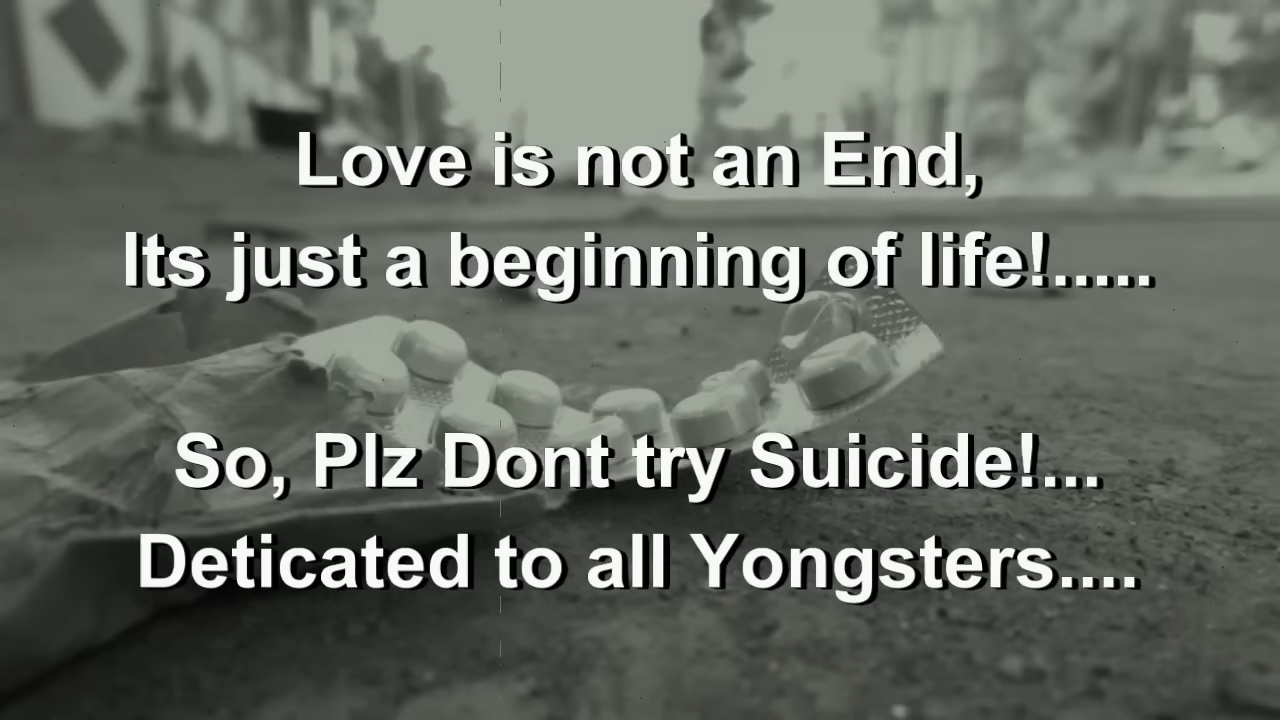 Love is not an End,
Its just a beginning of life!.....
So, Plz Dont try Suicide!...
Deticated to all Yongsters....